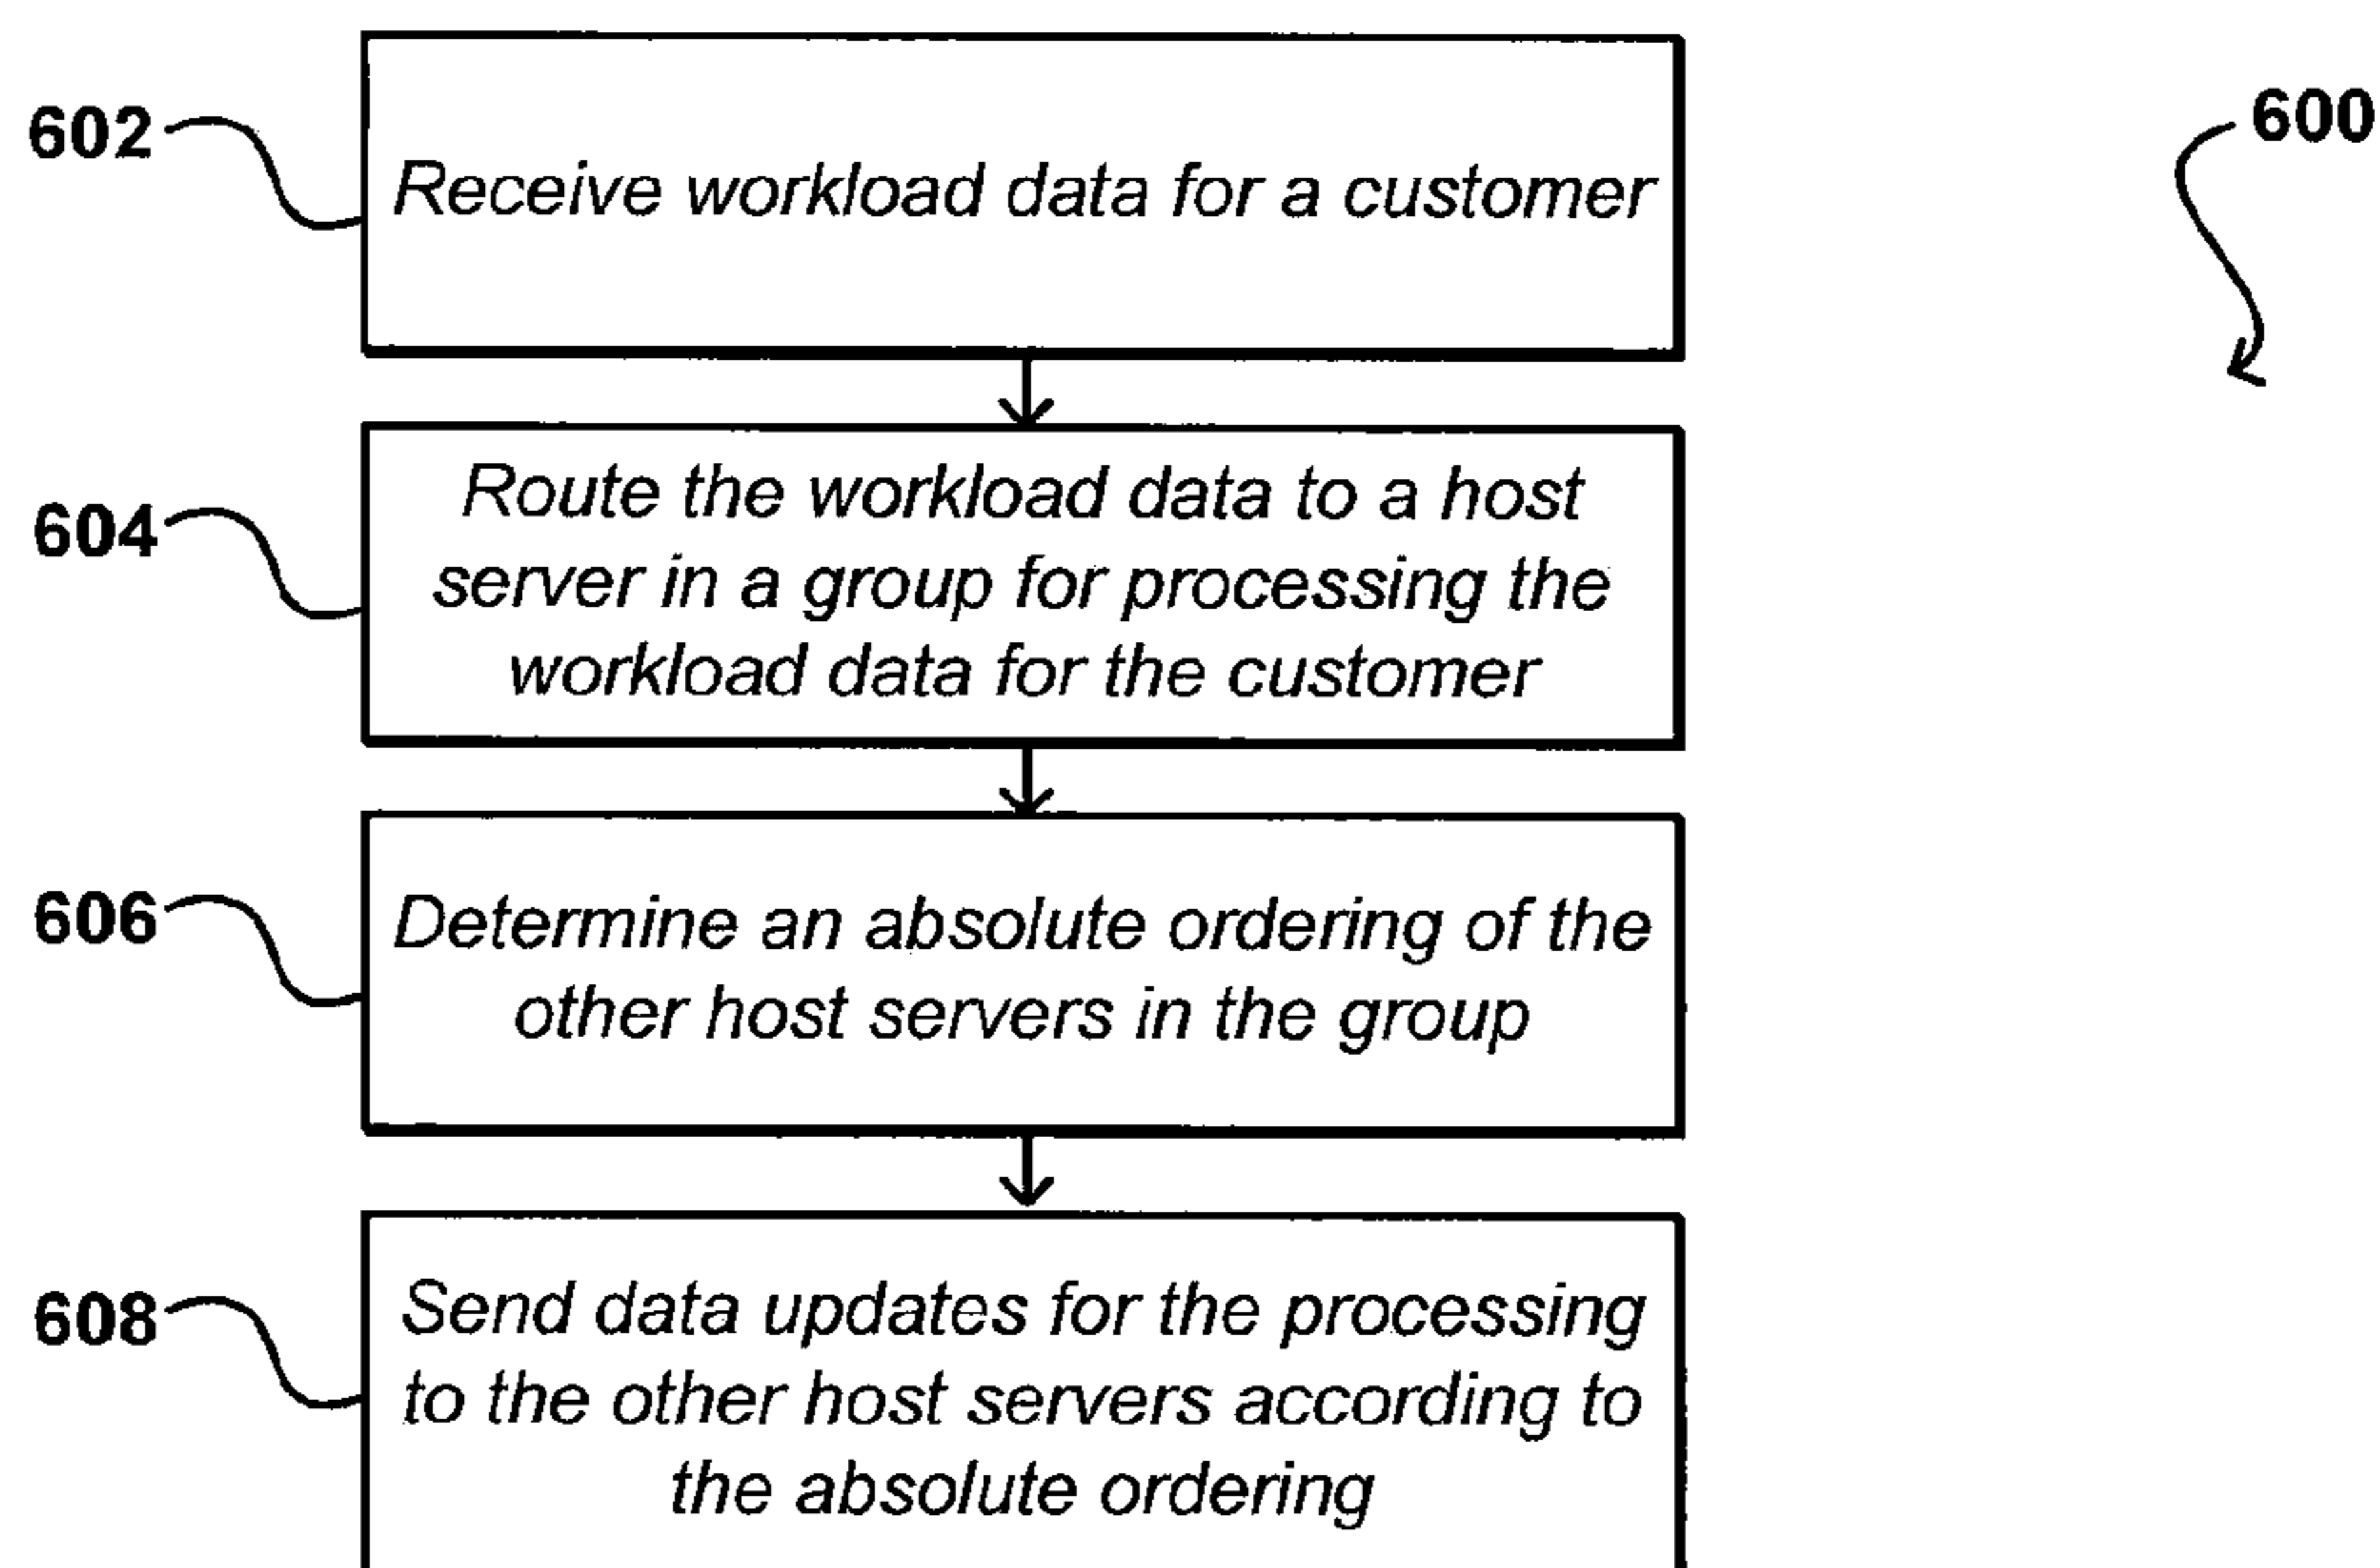 602
600
Receive workload data for a customer
604
Route the workload data to a host
server in a group for processing the
workload data for the customer
606
Determine an absolute ordering of the
other host servers in the group
608
Send data updates for the processing
to the other host servers according to
the absolute ordering